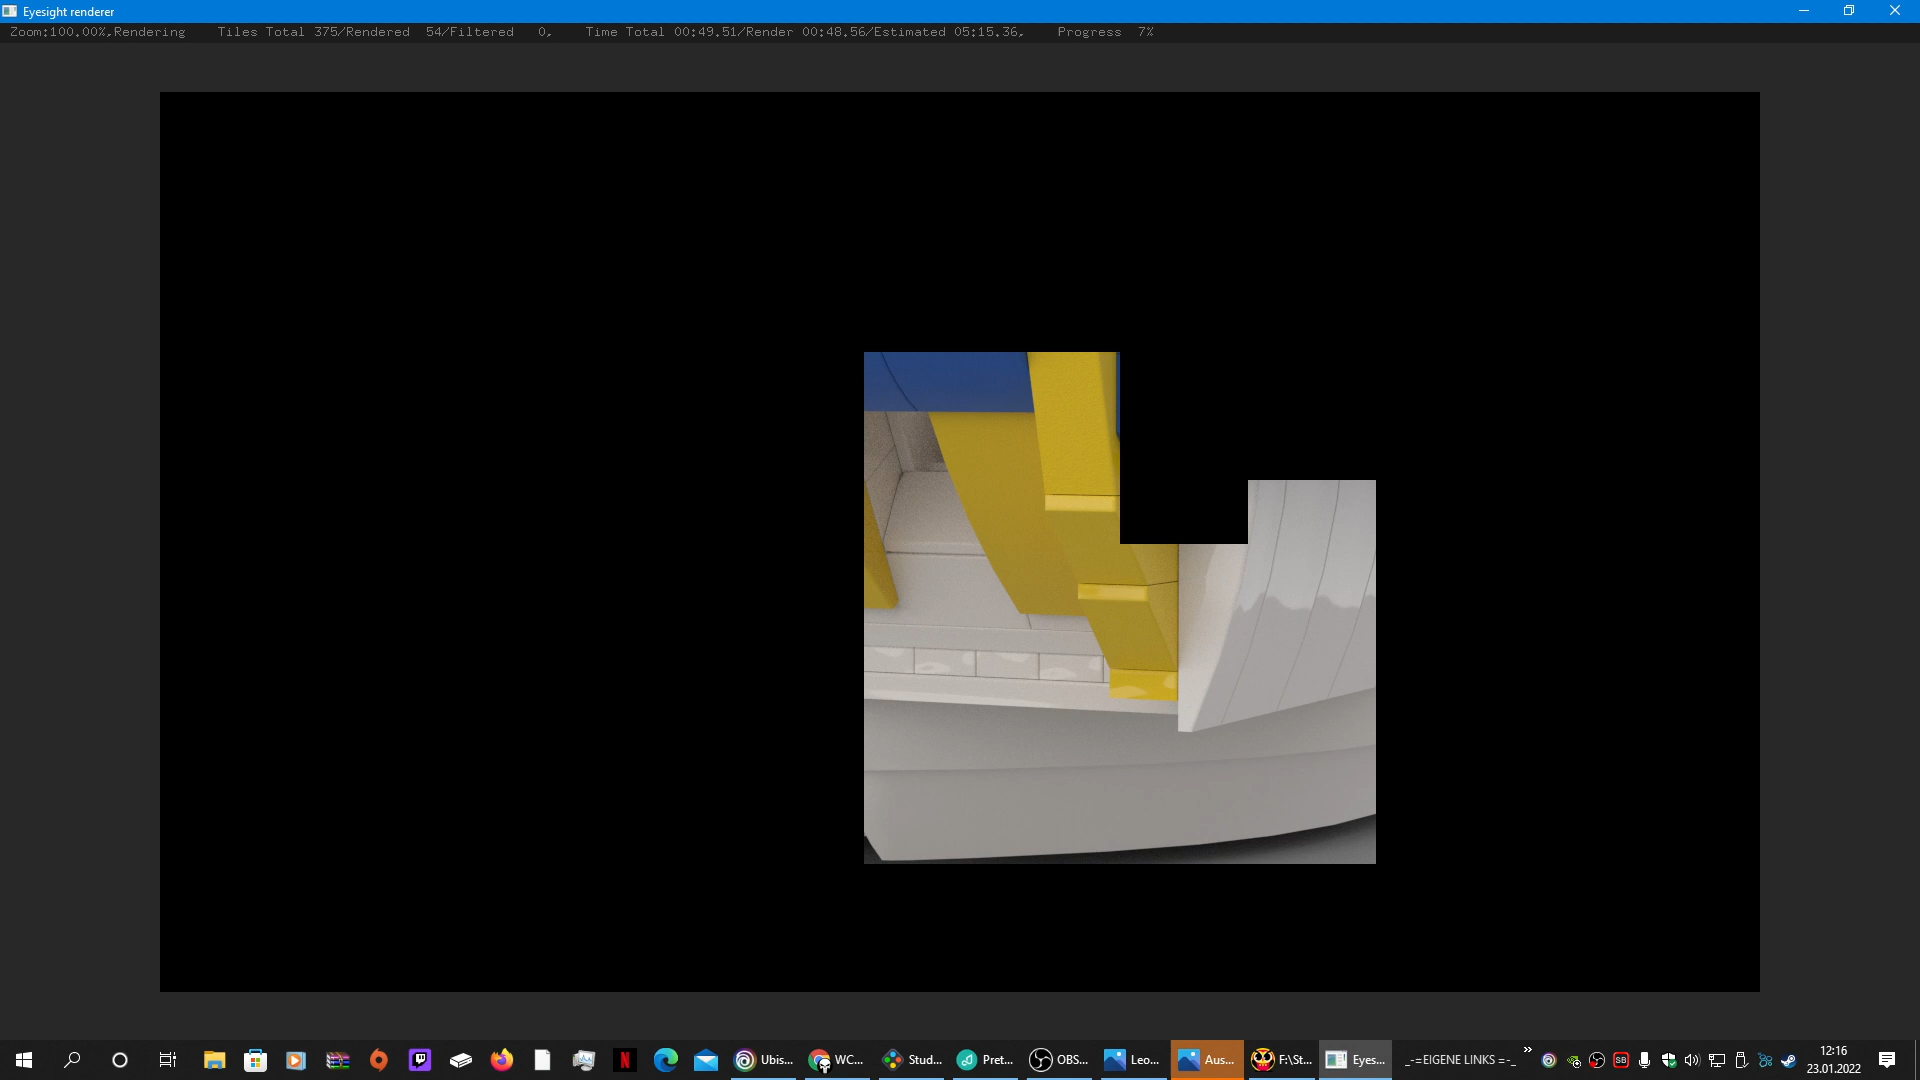 Eyesight renderer
Zoom:100.00%,Rendering Tiles Total 375/Rendered 54/Filtered 0, Time Total 00:49.51/Render 00:48.56/Estimated 05:15.36, Progress 7%
Ubis... WC... Stud... Pret... OBS... Leo... Aus... F:\St... Eyes... _-=EIGENE LINKS =-_ » SB 12:16
23.01.2022